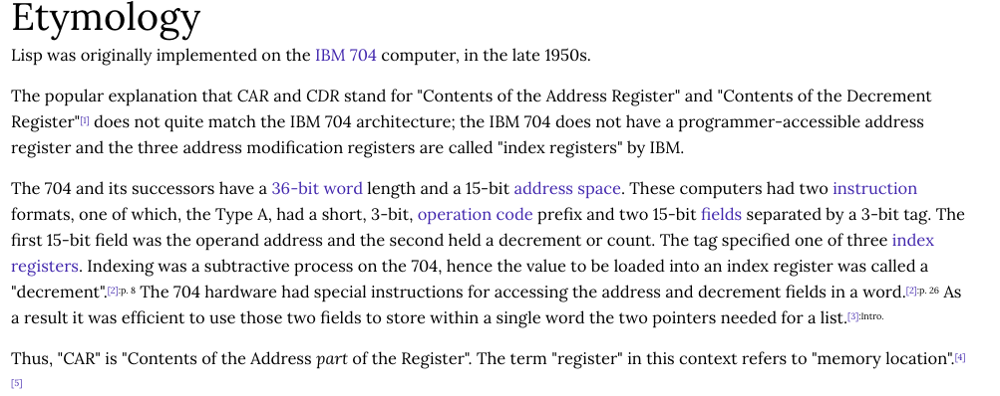 Etymology
Lisp was originally implemented on the IBM 704 computer, in the late 1950s.
The popular explanation that CAR and CDR stand for "Contents of the Address Register" and "Contents of the Decrement
Register"[1] does not quite match the IBM 704 architecture; the IBM 704 does not have a programmer-accessible address
register and the three address modification registers are called "index registers" by IBM.
The 704 and its successors have a 36-bit word length and a 15-bit address space. These computers had two instruction
formats, one of which, the Type A, had a short, 3-bit, operation code prefix and two 15-bit fields separated by a 3-bit tag. The
first 15-bit field was the operand address and the second held a decrement or count. The tag specified one of three index
registers. Indexing was a subtractive process on the 704, hence the value to be loaded into an index register was called a
"decrement".[2]:p. 8 The 704 hardware had special instructions for accessing the address and decrement fields in a word.[2]:p. 26 As
a result it was efficient to use those two fields to store within a single word the two pointers needed for a list.[3]:Intro.
Thus, "CAR" is "Contents of the Address part of the Register". The term "register" in this context refers to "memory location".[4]
[5]